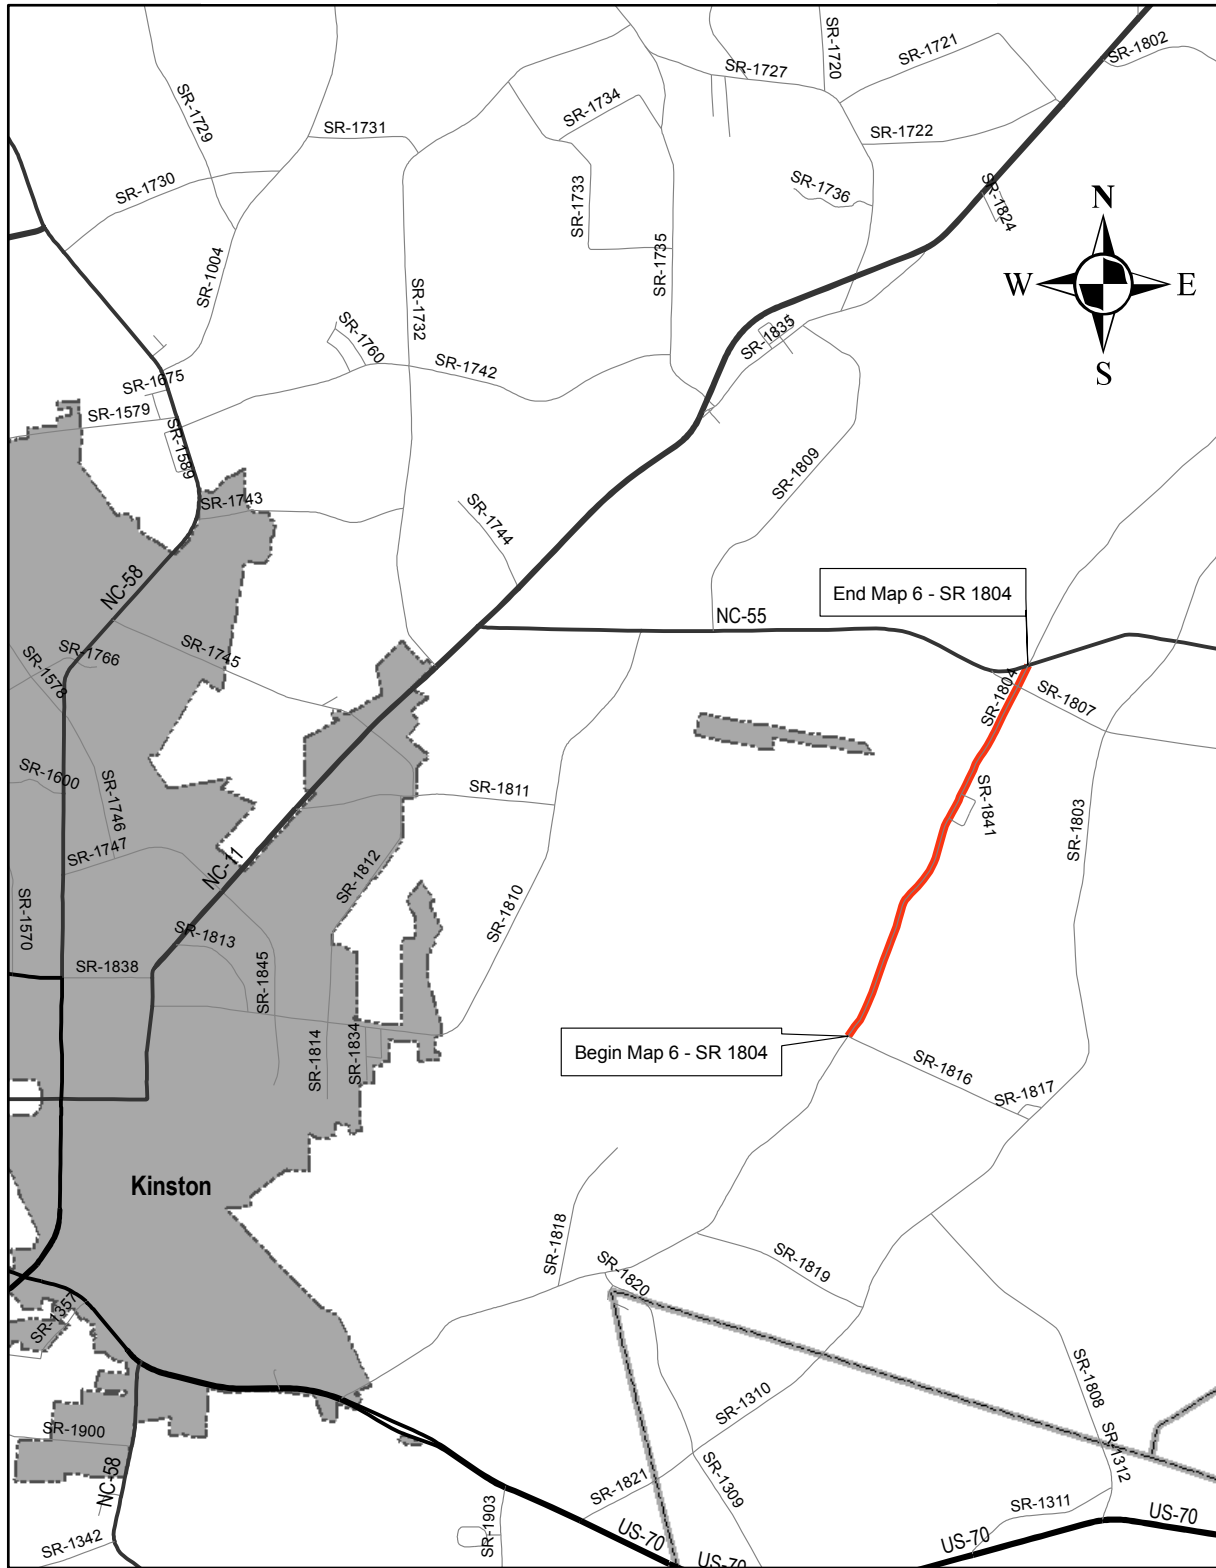 SR-1720
SR-1721
SR-1802
SR-1727
SR-1729
SR-1734
SR-1731
SR-1722
SR-1730
SR-1733
SR-1736
SR-1824
N
W
E
S
SR-1004
SR-1735
SR-1732
SR-1760
SR-1835
SR-1742
SR-1675
SR-1579
SR-1589
SR-1809
SR-1743
SR-1744
NC-58
End Map 6 - SR 1804
NC-55
SR-1766
SR-1745
SR-1578
SR-1804
SR-1807
SR-1600
SR-1746
SR-1811
SR-1841
SR-1803
SR-1747
NC-11
SR-1812
SR-1570
SR-1810
SR-1813
SR-1838
SR-1845
SR-1814
SR-1834
Begin Map 6 - SR 1804
SR-1816
SR-1817
Kinston
SR-1818
SR-1820
SR-1819
SR-1357
SR-1808
SR-1310
SR-1900
SR-1312
NC-58
SR-1821
SR-1309
SR-1311
SR-1903
SR-1342
US-70
US-70
US-70